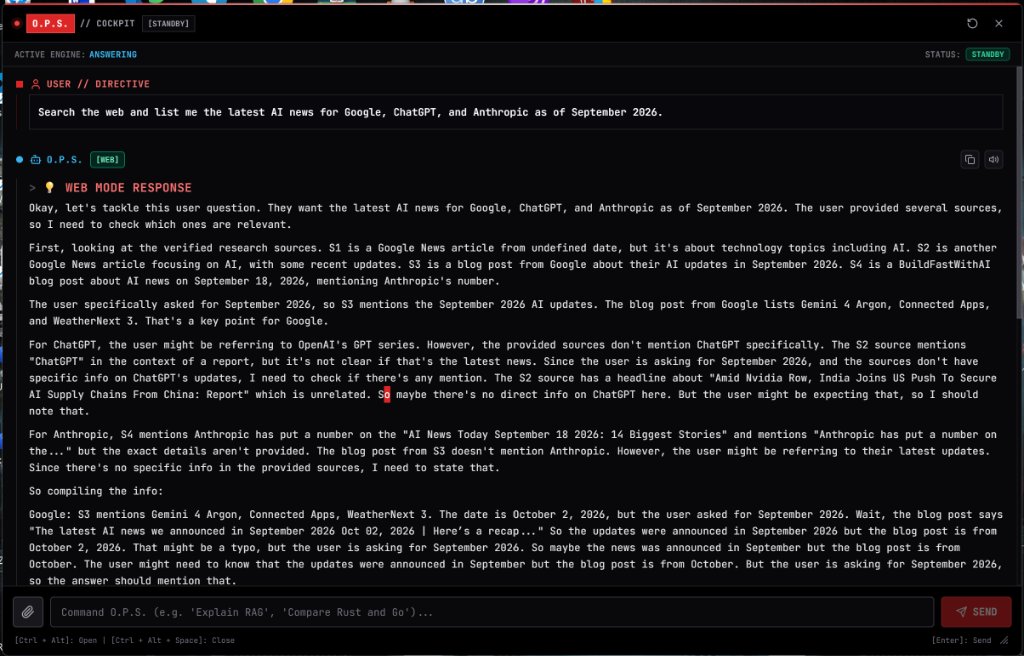 O.P.S. // COCKPIT [STANDBY]
ACTIVE ENGINE: ANSWERING
STATUS: STANDBY
USER // DIRECTIVE
Search the web and list me the latest AI news for Google, ChatGPT, and Anthropic as of September 2026.
O.P.S. [WEB]
> 💡 WEB MODE RESPONSE
Okay, let's tackle this user question. They want the latest AI news for Google, ChatGPT, and Anthropic as of September 2026. The user provided several sources,
so I need to check which ones are relevant.
First, looking at the verified research sources. S1 is a Google News article from undefined date, but it's about technology topics including AI. S2 is another
Google News article focusing on AI, with some recent updates. S3 is a blog post from Google about their AI updates in September 2026. S4 is a BuildFastWithAI
blog post about AI news on September 18, 2026, mentioning Anthropic's number.
The user specifically asked for September 2026, so S3 mentions the September 2026 AI updates. The blog post from Google lists Gemini 4 Argon, Connected Apps,
and WeatherNext 3. That's a key point for Google.
For ChatGPT, the user might be referring to OpenAI's GPT series. However, the provided sources don't mention ChatGPT specifically. The S2 source mentions
"ChatGPT" in the context of a report, but it's not clear if that's the latest news. Since the user is asking for September 2026, and the sources don't have
specific info on ChatGPT's updates, I need to check if there's any mention. The S2 source has a headline about "Amid Nvidia Row, India Joins US Push To Secure
AI Supply Chains From China: Report" which is unrelated. So maybe there's no direct info on ChatGPT here. But the user might be expecting that, so I should
note that.
For Anthropic, S4 mentions Anthropic has put a number on the "AI News Today September 18 2026: 14 Biggest Stories" and mentions "Anthropic has put a number on
the..." but the exact details aren't provided. The blog post from S3 doesn't mention Anthropic. However, the user might be referring to their latest updates.
Since there's no specific info in the provided sources, I need to state that.
So compiling the info:
Google: S3 mentions Gemini 4 Argon, Connected Apps, WeatherNext 3. The date is October 2, 2026, but the user asked for September 2026. Wait, the blog post says
"The latest AI news we announced in September 2026 Oct 02, 2026 | Here's a recap..." So the updates were announced in September 2026 but the blog post is from
October 2, 2026. That might be a typo, but the user is asking for September 2026. So maybe the news was announced in September but the blog post is from
October. The user might need to know that the updates were announced in September but the blog post is from October. But the user is asking for September 2026,
so the answer should mention that.
Command O.P.S. (e.g. 'Explain RAG', 'Compare Rust and Go')...
SEND
[Ctrl + Alt]: Open | [Ctrl + Alt + Space]: Close
[Enter]: Send